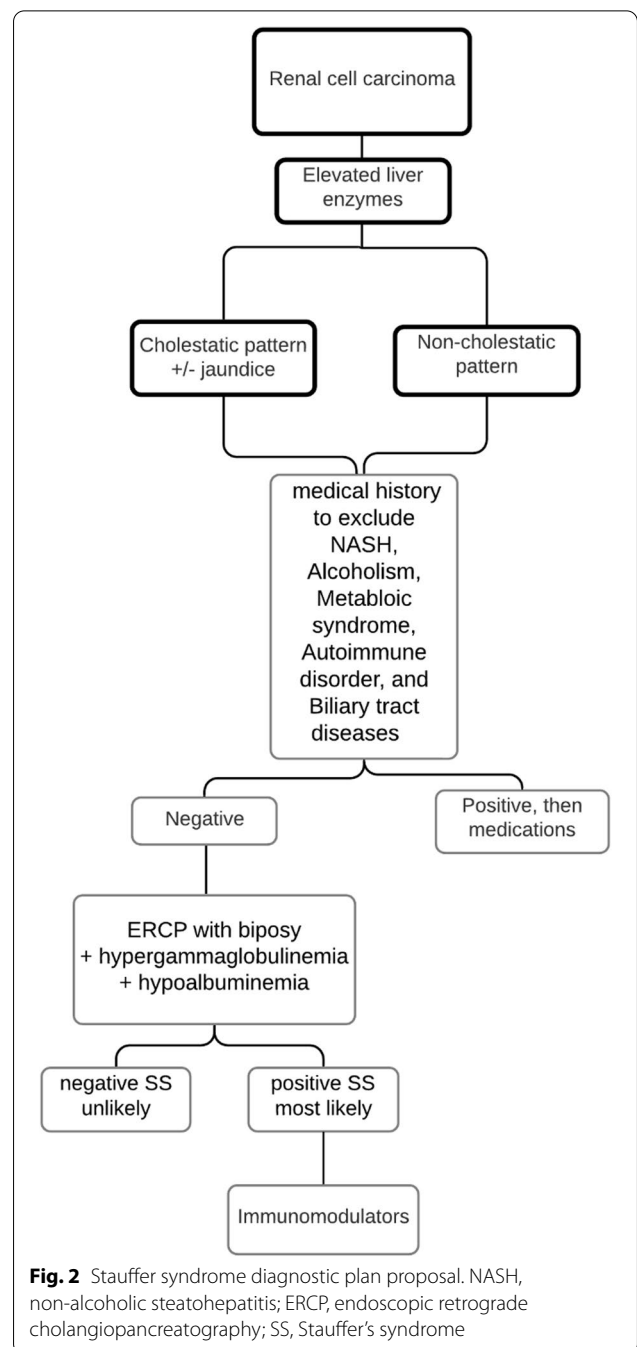 Renal cell carcinoma
Elevated liver
enzymes
Cholestatic pattern
+/- jaundice
Non-cholestatic
pattern
medical history
to exclude
NASH,
Alcoholism,
Metabloic
syndrome,
Autoimmune
disorder, and
Biliary tract
diseases
Negative
Positive, then
medications
ERCP with biposy
+ hypergammaglobulinemia
+ hypoalbuminemia
negative SS
unlikely
positive SS
most likely
Immunomodulators
Fig. 2 Stauffer syndrome diagnostic plan proposal. NASH,
non-alcoholic steatohepatitis; ERCP, endoscopic retrograde
cholangiopancreatography; SS, Stauffer's syndrome